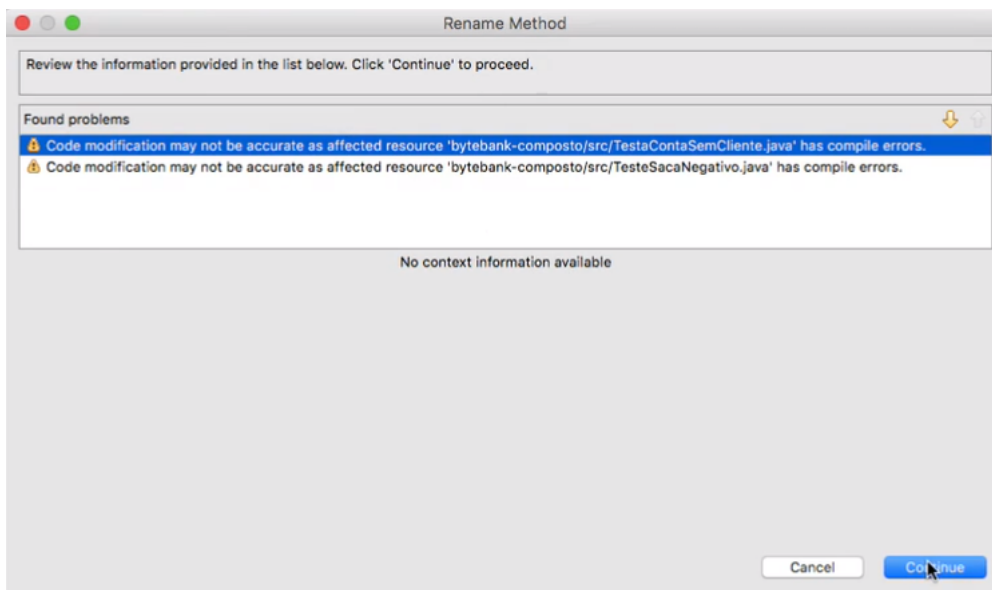 Rename Method
Review the information provided in the list below. Click 'Continue' to proceed.
Found problems
Code modification may not be accurate as affected resource 'bytebank-composto/src/TestaContaSemCliente.java' has compile errors.
Code modification may not be accurate as affected resource 'bytebank-composto/src/TesteSacaNegativo.java' has compile errors.
No context information available
Cancel
Continue